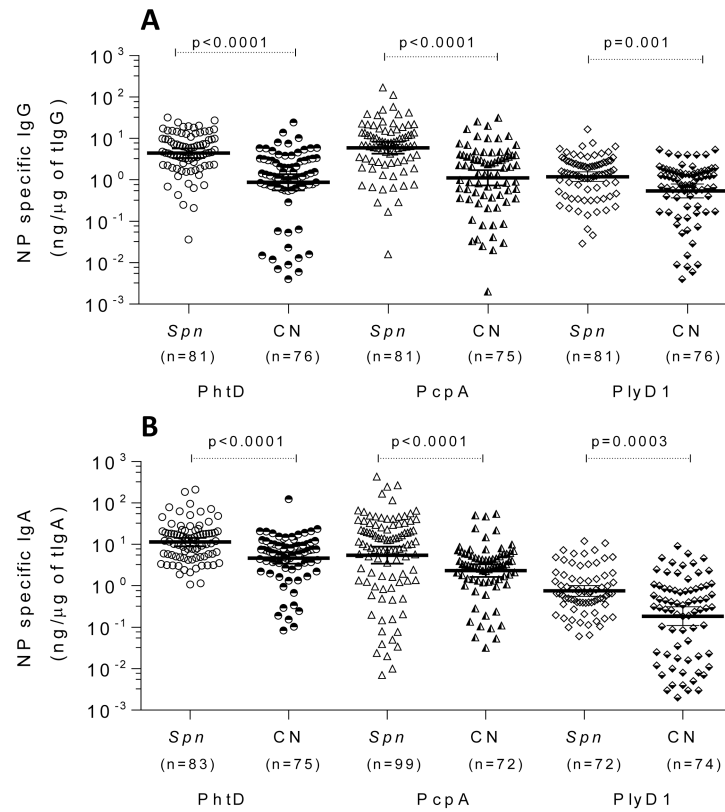 A
p<0.0001 p<0.0001 p=0.001
NP specific IgG
(ng/μg of tIgG)
10³
10²
10¹
10⁰
10⁻¹
10⁻²
10⁻³
Spn CN Spn CN Spn CN
(n=81) (n=76) (n=81) (n=75) (n=81) (n=76)
PhtD PcpA PlyD1
B
p<0.0001 p<0.0001 p=0.0003
NP specific IgA
(ng/μg of tIgA)
10³
10²
10¹
10⁰
10⁻¹
10⁻²
10⁻³
Spn CN Spn CN Spn CN
(n=83) (n=75) (n=99) (n=72) (n=72) (n=74)
PhtD PcpA PlyD1